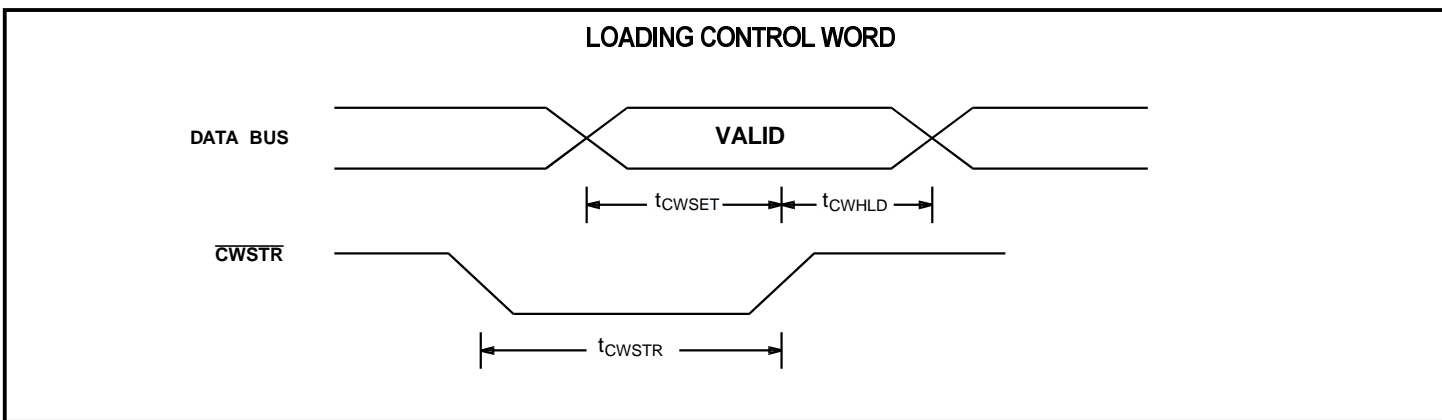 LOADING CONTROL WORD
DATA BUS
VALID
tCWSET
tCWHLD
CWSTR
tCWSTR